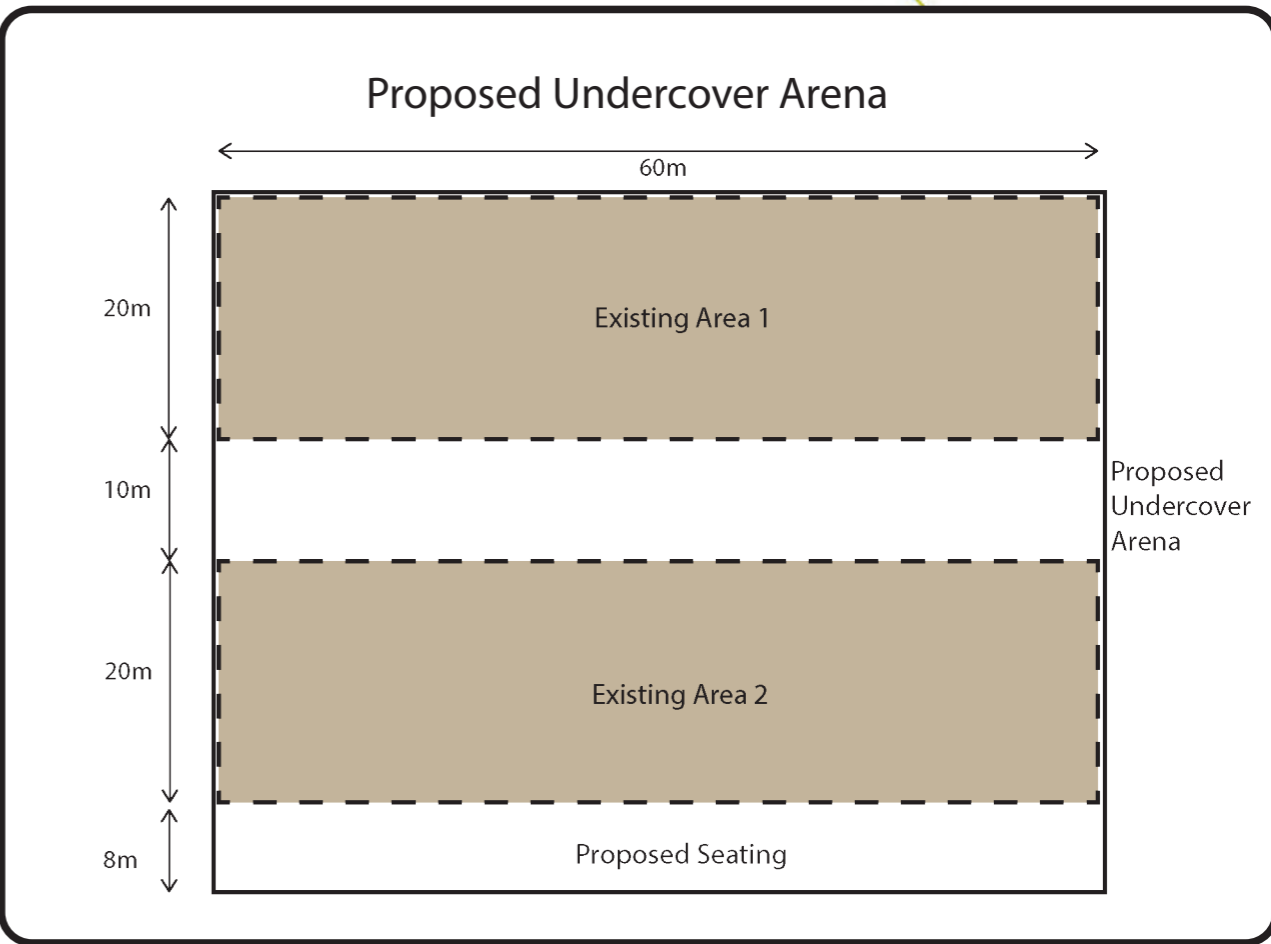 Proposed Undercover Arena
60m
20m
Existing Area 1
10m
Proposed
Undercover
Arena
20m
Existing Area 2
8m
Proposed Seating